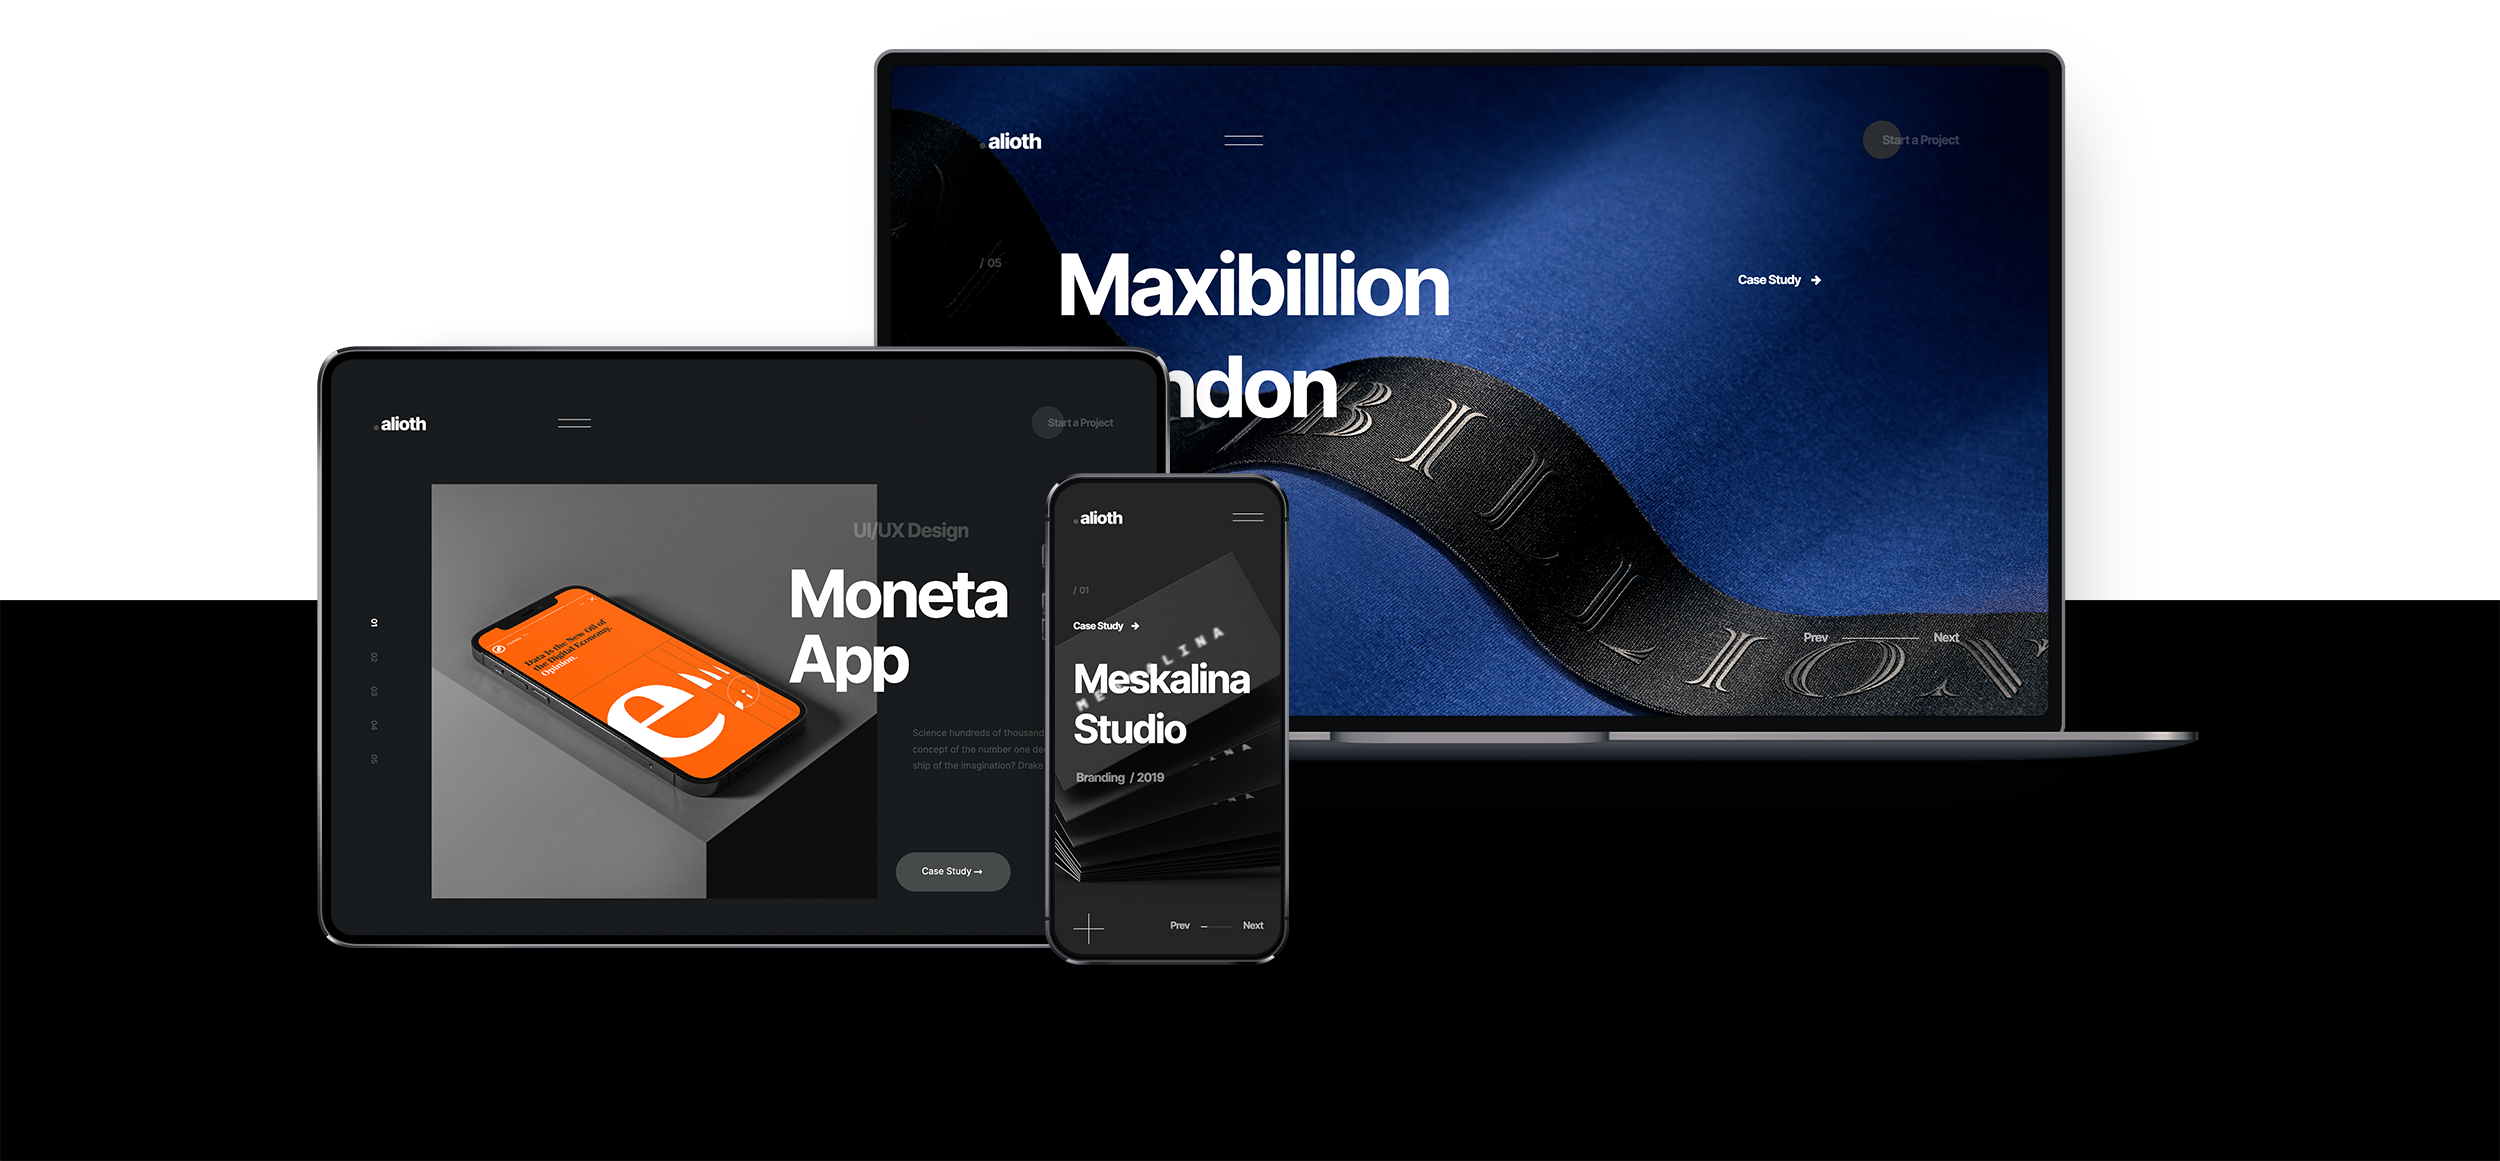 .alioth
Start a Project
/ 05
Maxibillion
ndon
Case Study →
BILLION
Prev
Next
.alioth
Start a Project
UI/UX Design
Moneta
App
Data Is the New Oil of
the Digital Economy.
Opinion.
e
01
02
03
04
05
Science hundreds of thousand
concept of the number one de
ship of the imagination? Drake
Case Study →
.alioth
/ 01
Case Study →
MESKALINA
Meskalina
Studio
Branding / 2019
Prev
Next